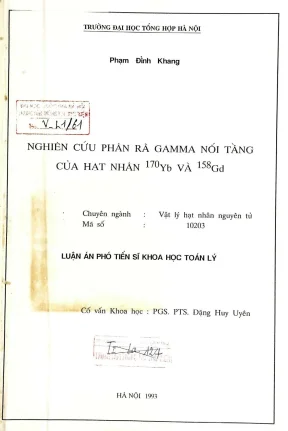 TRƯỜNG ĐẠI HỌC TỔNG HỢP HÀ NỘI
Phạm Đình Khang
V-L1/61
NGHIÊN CỨU PHÂN RÃ GAMMA NỐI TẦNG
CỦA HẠT NHÂN 170Yb VÀ 158Gd
Chuyên ngành : Vật lý hạt nhân nguyên tử
Mã số : 10203
LUẬN ÁN PHÓ TIẾN SĨ KHOA HỌC TOÁN LÝ
Cố vấn Khoa học : PGS. PTS. Đặng Huy Uyên
HÀ NỘI 1993